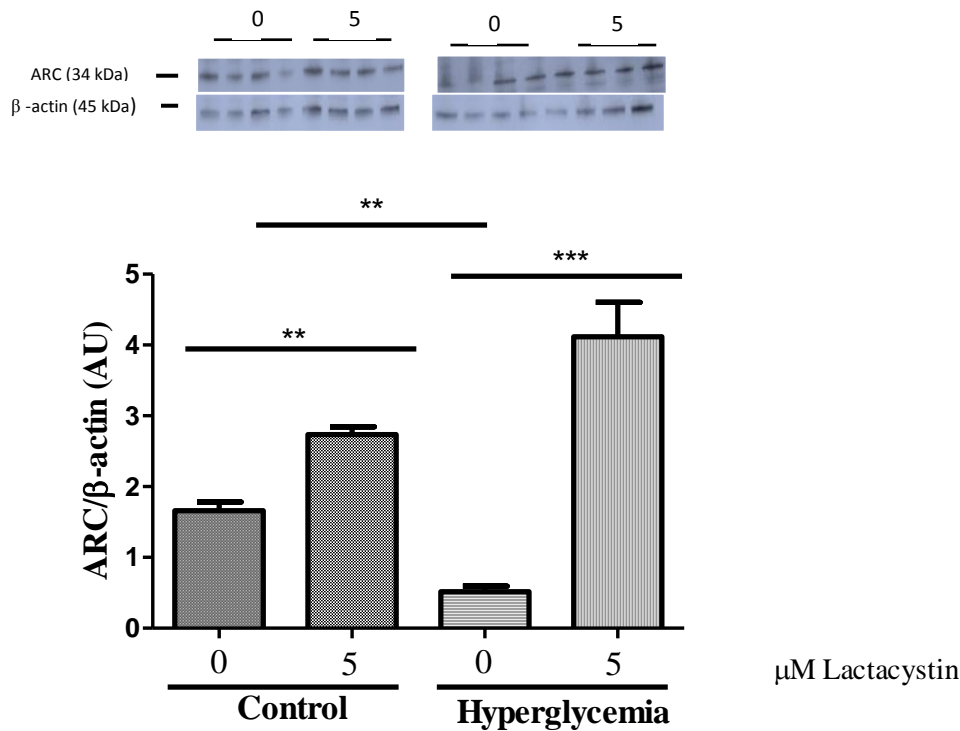 0 5 0 5
ARC (34 kDa)
β -actin (45 kDa)
**
***
**
ARC/β-actin (AU)
5
4
3
2
1
0
0 5 0 5
μM Lactacystin
Control Hyperglycemia